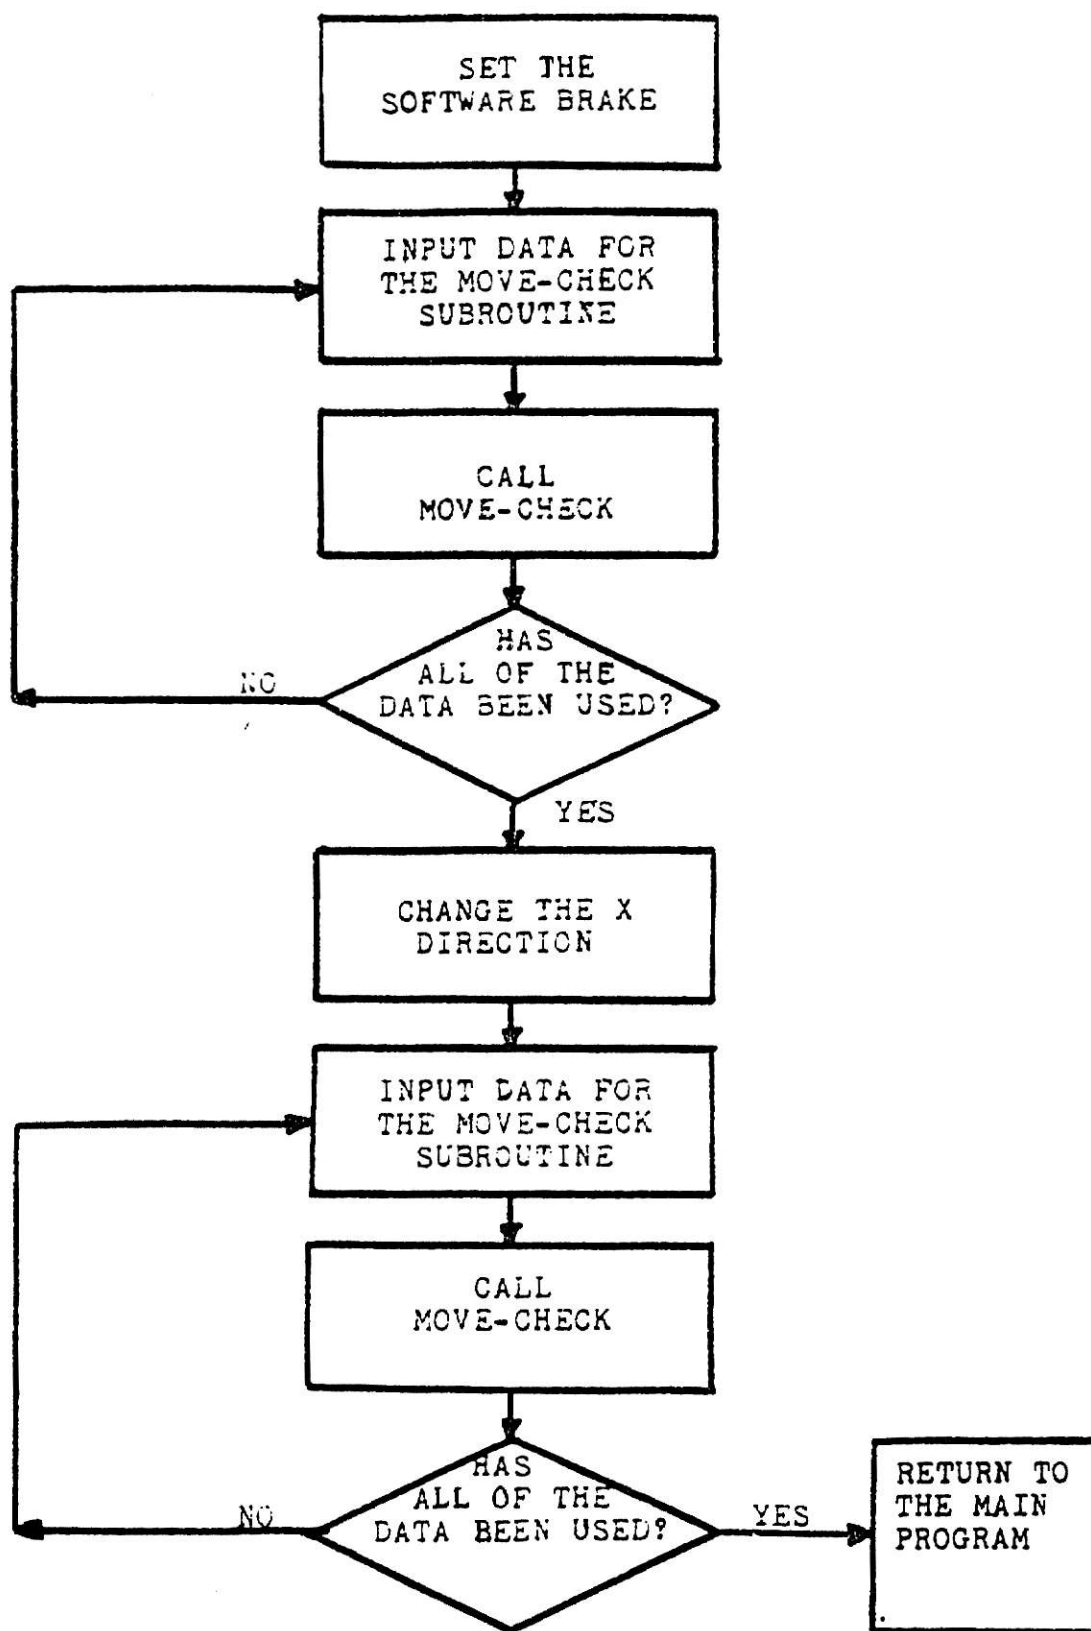 SET THE
SOFTWARE BRAKE
INPUT DATA FOR
THE MOVE-CHECK
SUBROUTINE
CALL
MOVE-CHECK
HAS
ALL OF THE
DATA BEEN USED?
NO
YES
CHANGE THE X
DIRECTION
INPUT DATA FOR
THE MOVE-CHECK
SUBROUTINE
CALL
MOVE-CHECK
HAS
ALL OF THE
DATA BEEN USED?
NO
YES
RETURN TO
THE MAIN
PROGRAM